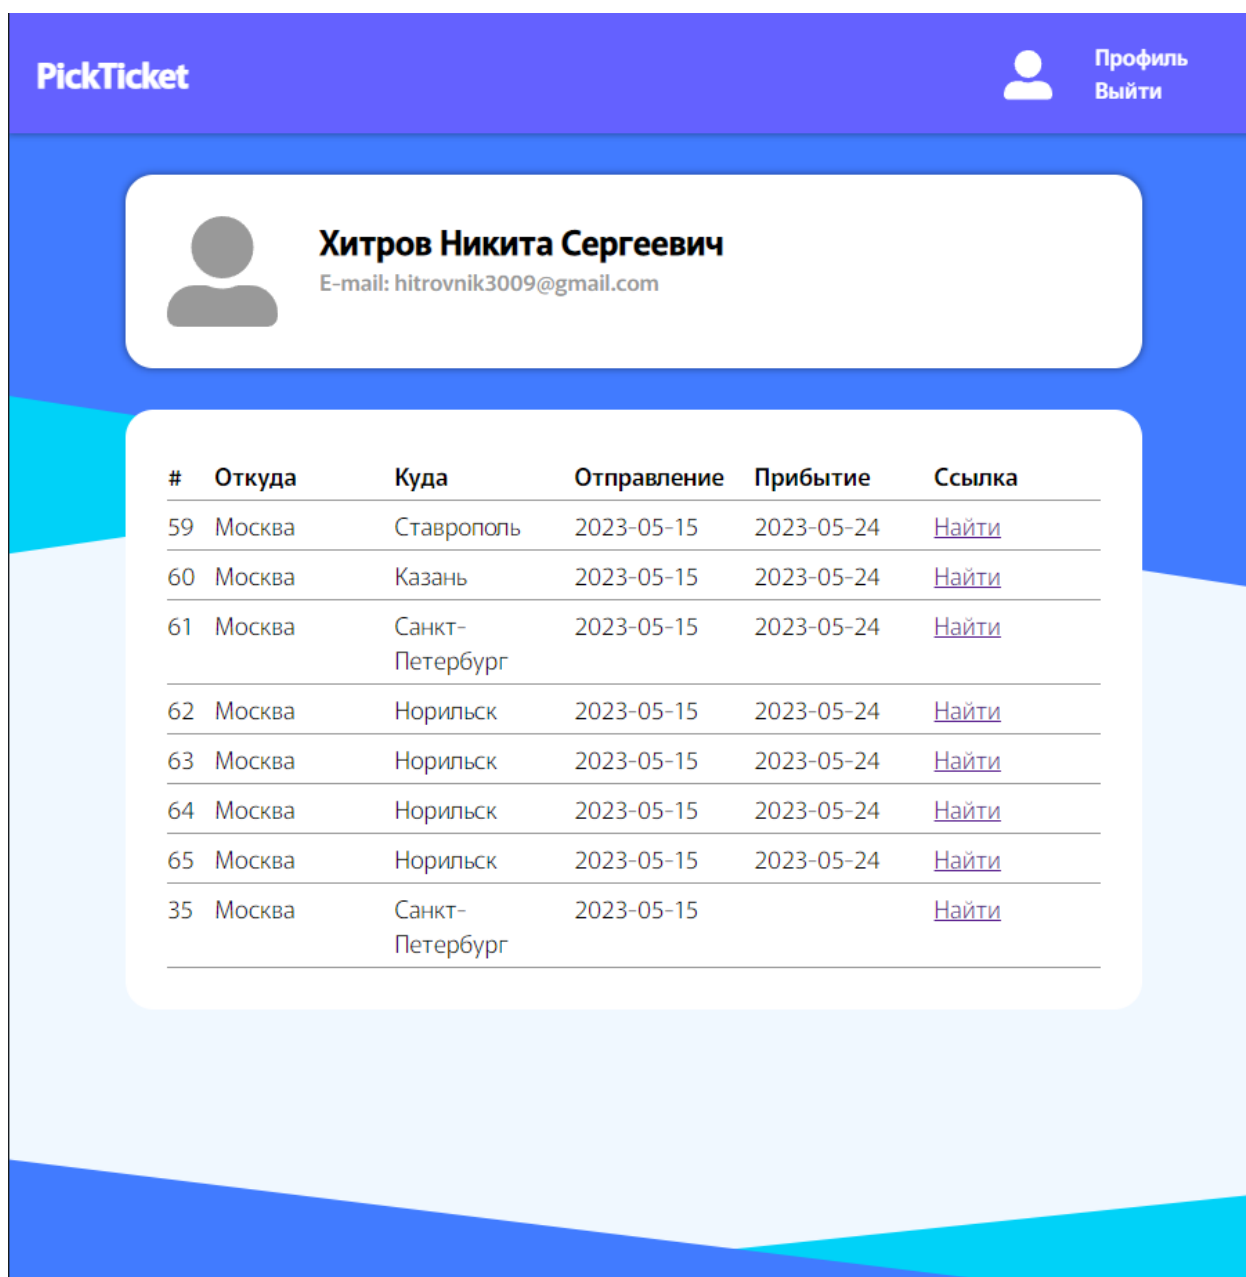 PickTicket
Профиль
Выйти
Хитров Никита Сергеевич
E-mail: hitrovnik3009@gmail.com
# Откуда Куда Отправление Прибытие Ссылка
59 Москва Ставрополь 2023-05-15 2023-05-24 Найти
60 Москва Казань 2023-05-15 2023-05-24 Найти
61 Москва Санкт- 2023-05-15 2023-05-24 Найти
Петербург
62 Москва Норильск 2023-05-15 2023-05-24 Найти
63 Москва Норильск 2023-05-15 2023-05-24 Найти
64 Москва Норильск 2023-05-15 2023-05-24 Найти
65 Москва Норильск 2023-05-15 2023-05-24 Найти
35 Москва Санкт- 2023-05-15 Найти
Петербург